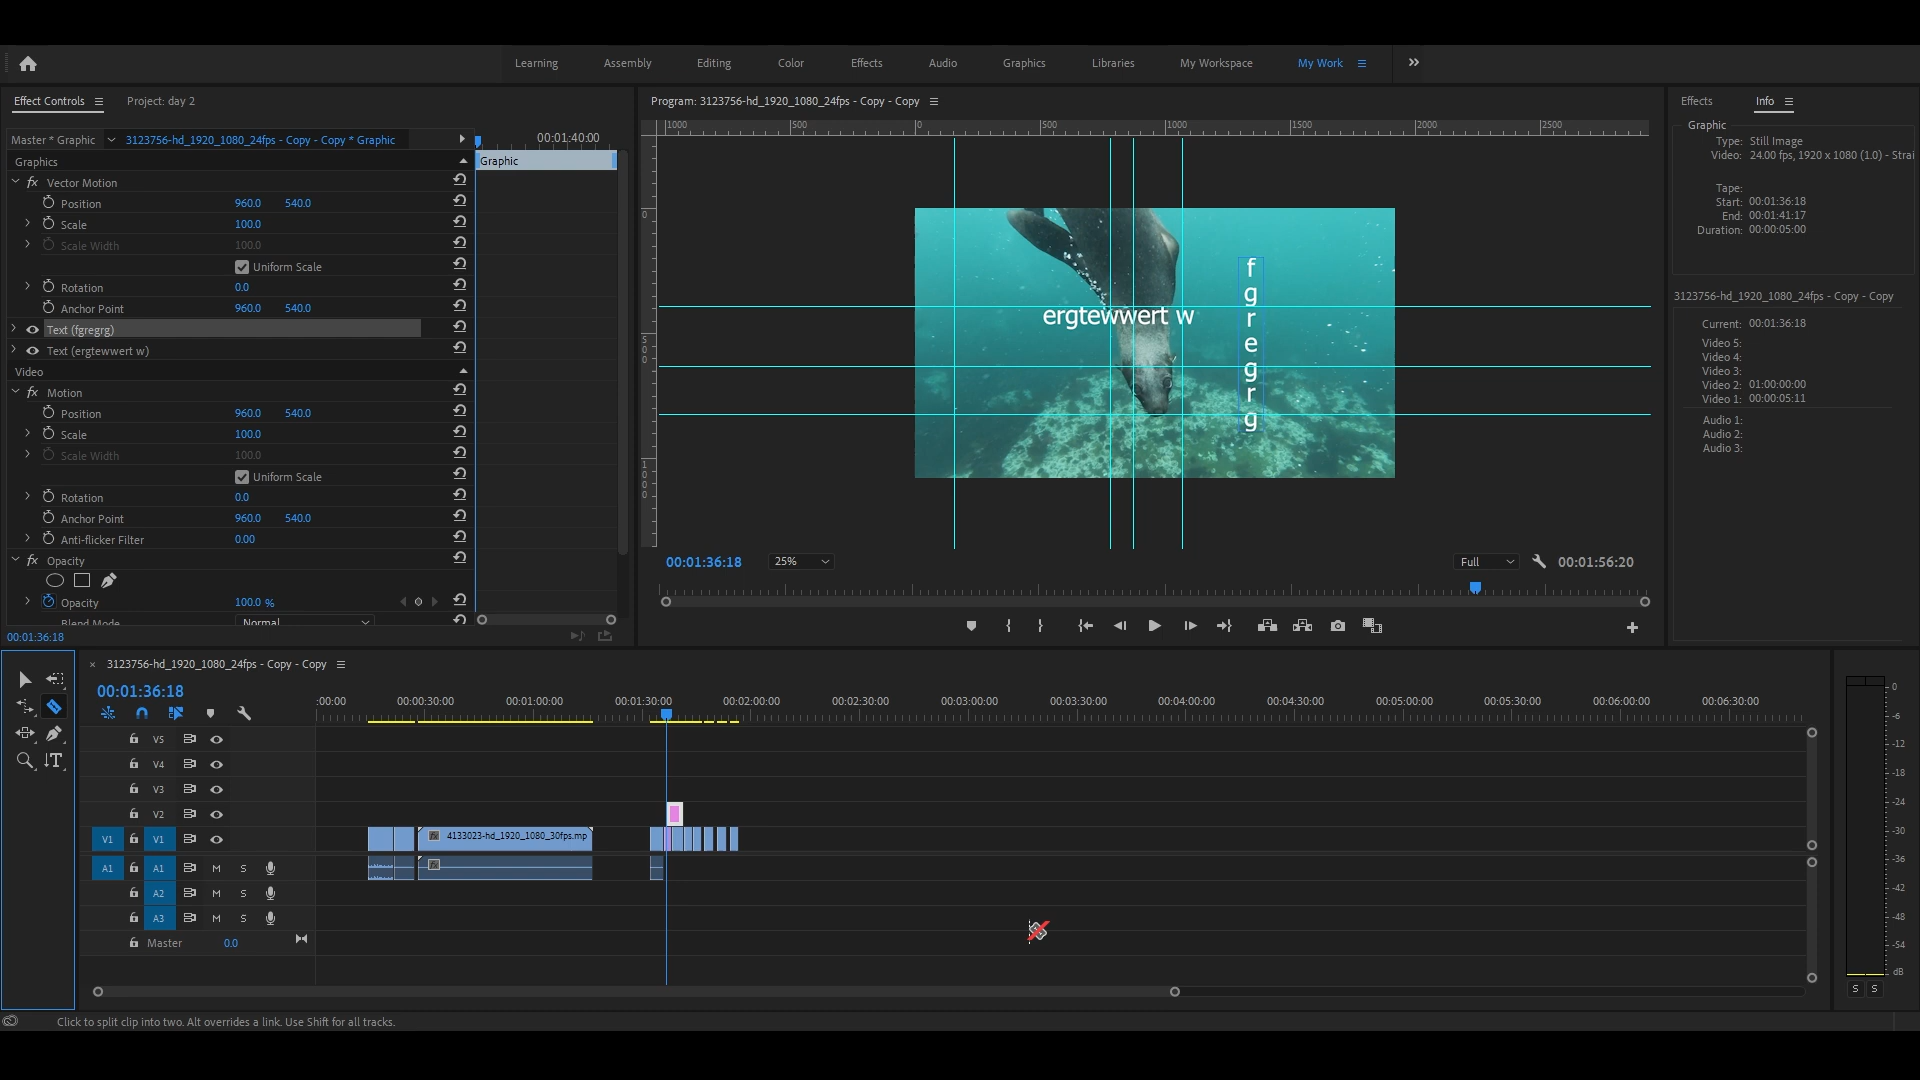 Learning Assembly Editing Color Effects Audio Graphics Libraries My Workspace My Work
Effect Controls Project: day 2
Master * Graphic 3123756-hd_1920_1080_24fps - Copy - Copy * Graphic 00:01:40:00
Graphics Graphic
fx Vector Motion
Position 960.0 540.0
Scale 100.0
Scale Width 100.0
Uniform Scale
Rotation 0.0
Anchor Point 960.0 540.0
Text (fgregrg)
Text (ergtewwert w)
Video
fx Motion
Position 960.0 540.0
Scale 100.0
Scale Width 100.0
Uniform Scale
Rotation 0.0
Anchor Point 960.0 540.0
Anti-flicker Filter 0.00
fx Opacity
Opacity 100.0 %
Blend Mode Normal
00:01:36:18
Program: 3123756-hd_1920_1080_24fps - Copy - Copy
1000 500 0 500 1000 1500 2000 2500
0
500
1000
ergtewwert w
f
g
r
e
g
r
g
00:01:36:18 25% Full 00:01:56:20
Effects Info
Graphic
Type: Still Image
Video: 24.00 fps, 1920 x 1080 (1.0) - Strai
Tape:
Start: 00:01:36:18
End: 00:01:41:17
Duration: 00:00:05:00
3123756-hd_1920_1080_24fps - Copy - Copy
Current: 00:01:36:18
Video 5:
Video 4:
Video 3:
Video 2: 01:00:00:00
Video 1: 00:00:05:11
Audio 1:
Audio 2:
Audio 3:
3123756-hd_1920_1080_24fps - Copy - Copy
00:01:36:18
:00:00 00:00:30:00 00:01:00:00 00:01:30:00 00:02:00:00 00:02:30:00 00:03:00:00 00:03:30:00 00:04:00:00 00:04:30:00 00:05:00:00 00:05:30:00 00:06:00:00 00:06:30:00
V5
V4
V3
V2
V1 V1 fx 4133023-hd_1920_1080_30fps.mp
A1 A1 M S fx
A2 M S
A3 M S
Master 0.0
0
-6
-12
-18
-24
-30
-36
-42
-48
-54
dB
S S
Click to split clip into two. Alt overrides a link. Use Shift for all tracks.